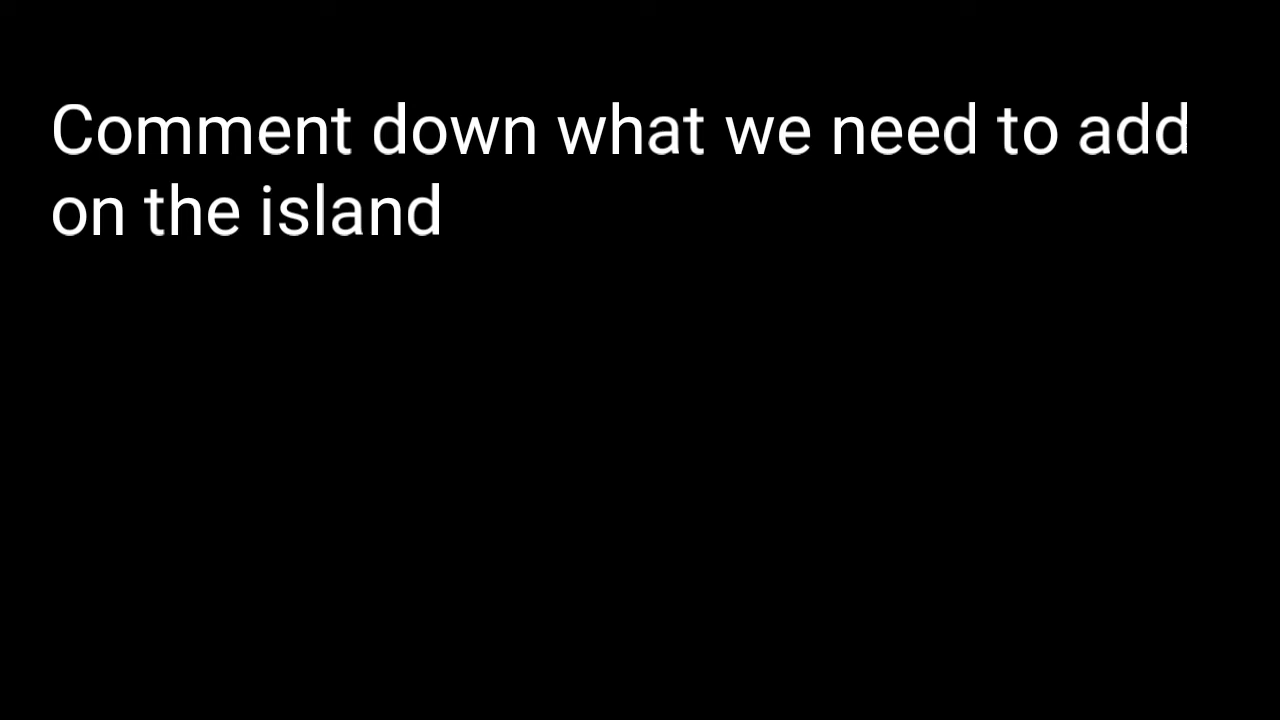 Comment down what we need to add
on the island